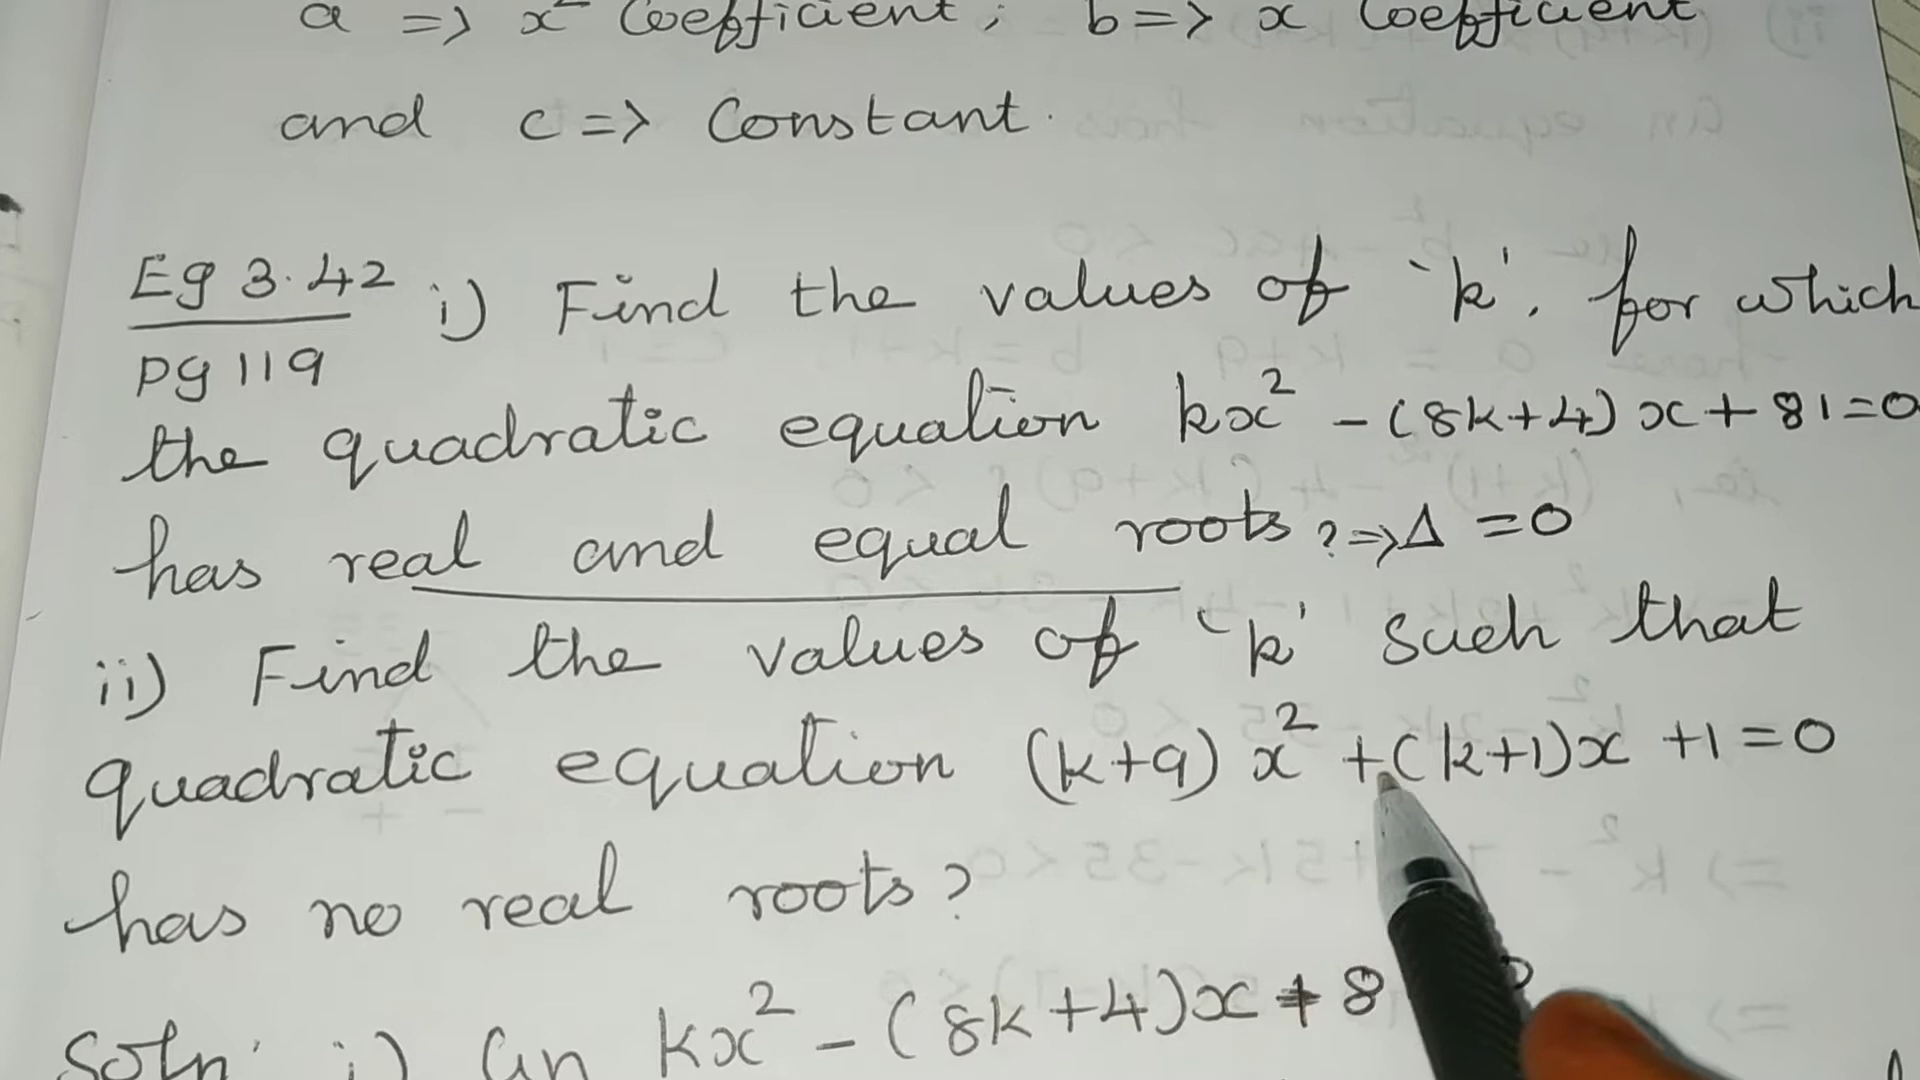 a => x² Coefficient, b => x Coefficient
and c => Constant.
Eg 3.42 i) Find the values of 'k', for which
pg 119
the quadratic equation kx² - (8k+4)x + 81=0
has real and equal roots? => Δ = 0
ii) Find the values of 'k' such that
quadratic equation (k+9) x² + (k+1)x +1 = 0
has no real roots?
Soln: i) Gn kx² - (8k+4)x + 8